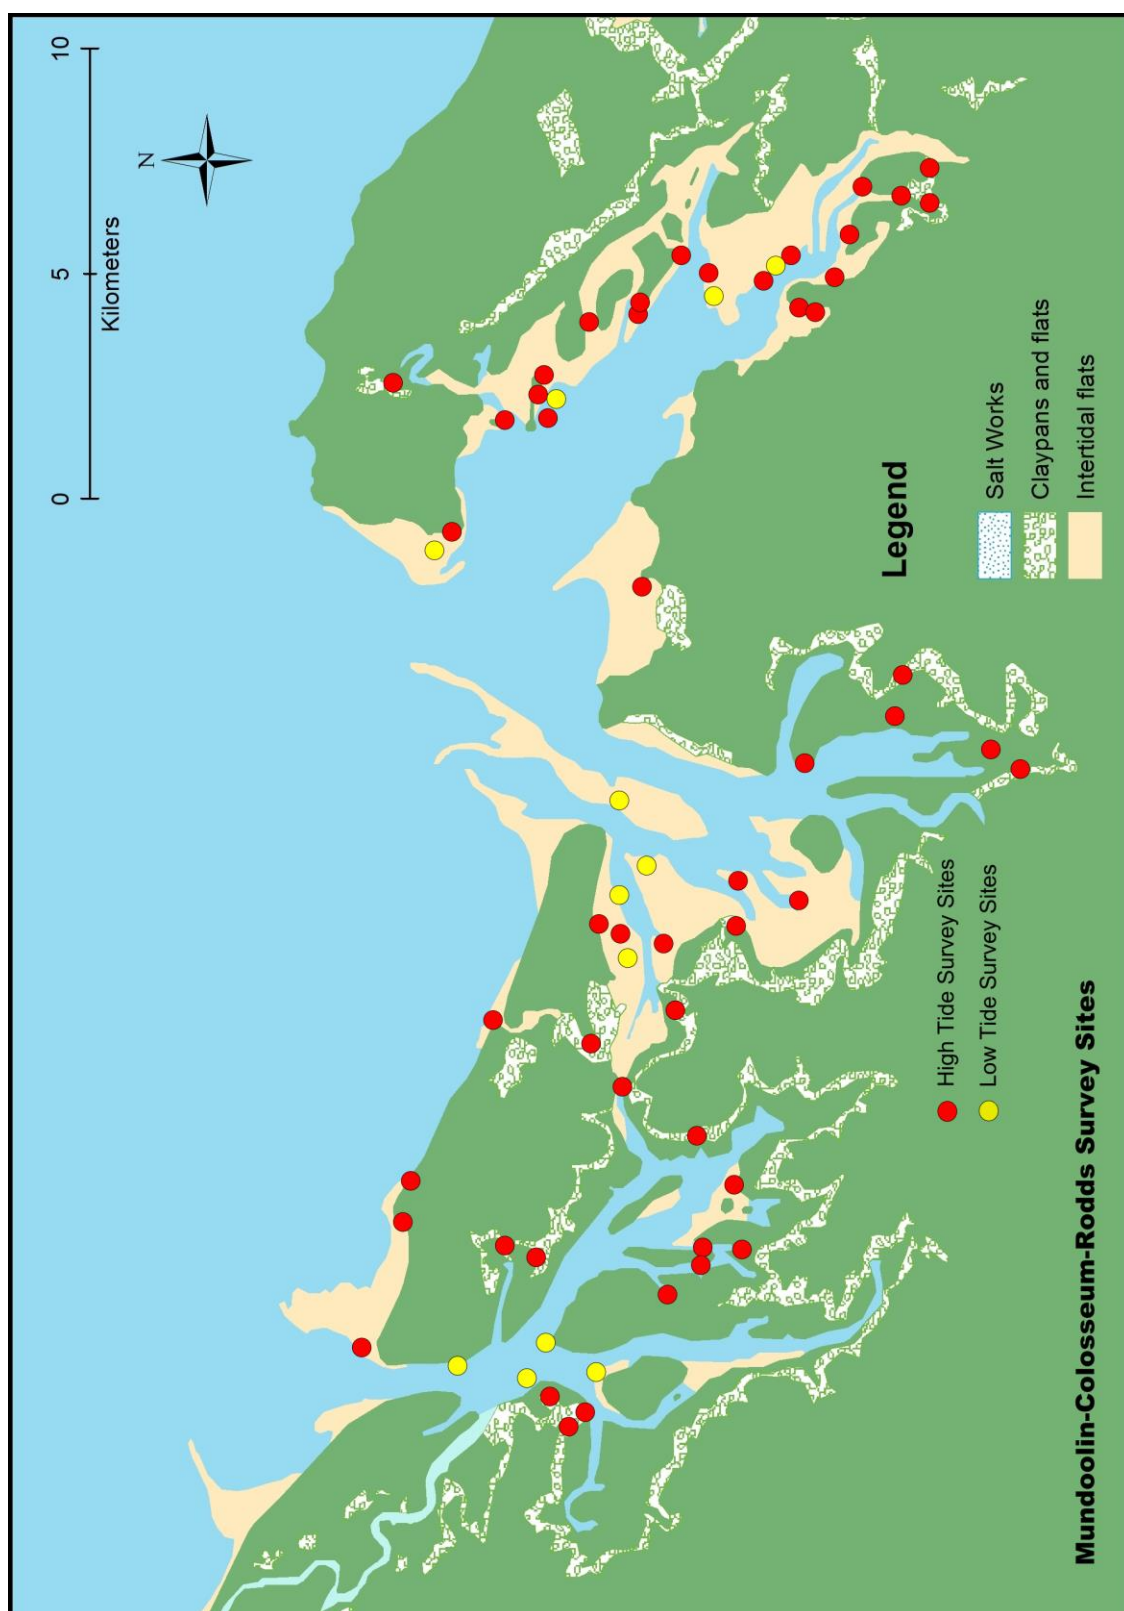 0 5 10
Kilometers
N
Legend
Salt Works
Claypans and flats
Intertidal flats
High Tide Survey Sites
Low Tide Survey Sites
Mundoolin-Colosseum-Rodds Survey Sites